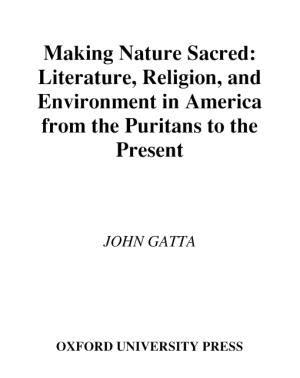 Making Nature Sacred:
Literature, Religion, and
Environment in America
from the Puritans to the
Present
JOHN GATTA
OXFORD UNIVERSITY PRESS